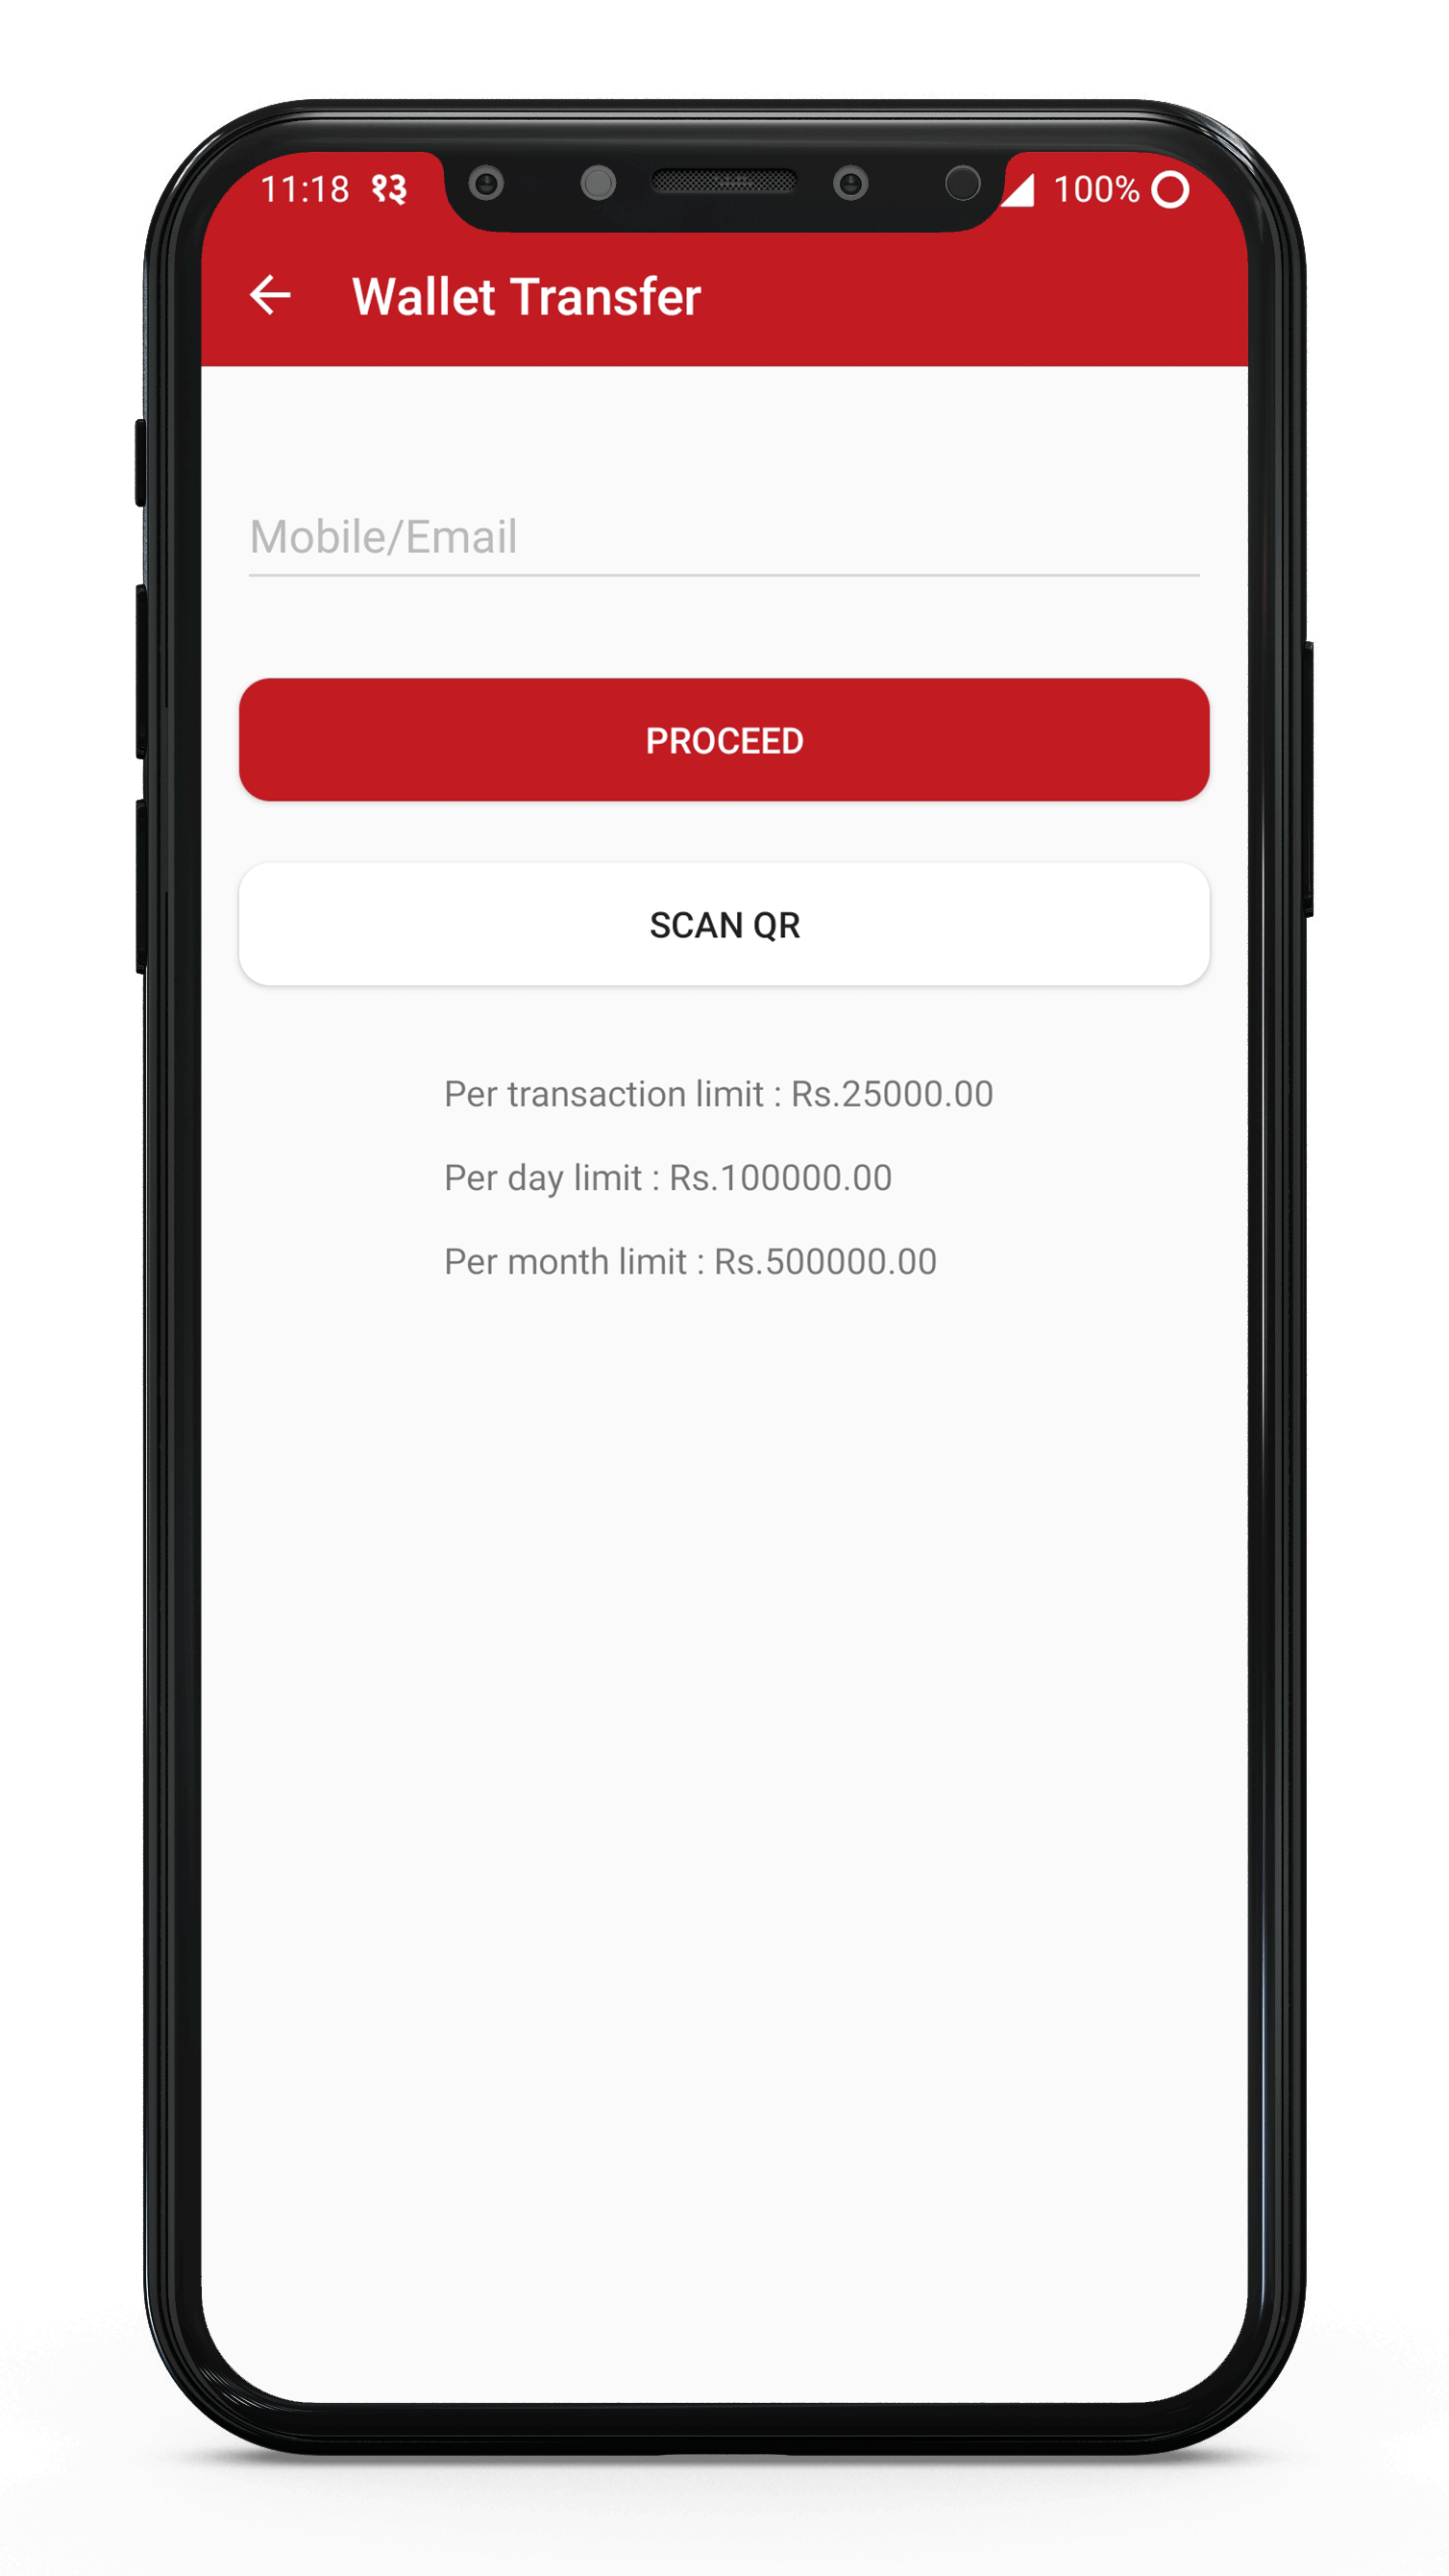 11:18 १३ 100%
Wallet Transfer
Mobile/Email
PROCEED
SCAN QR
Per transaction limit : Rs.25000.00
Per day limit : Rs.100000.00
Per month limit : Rs.500000.00